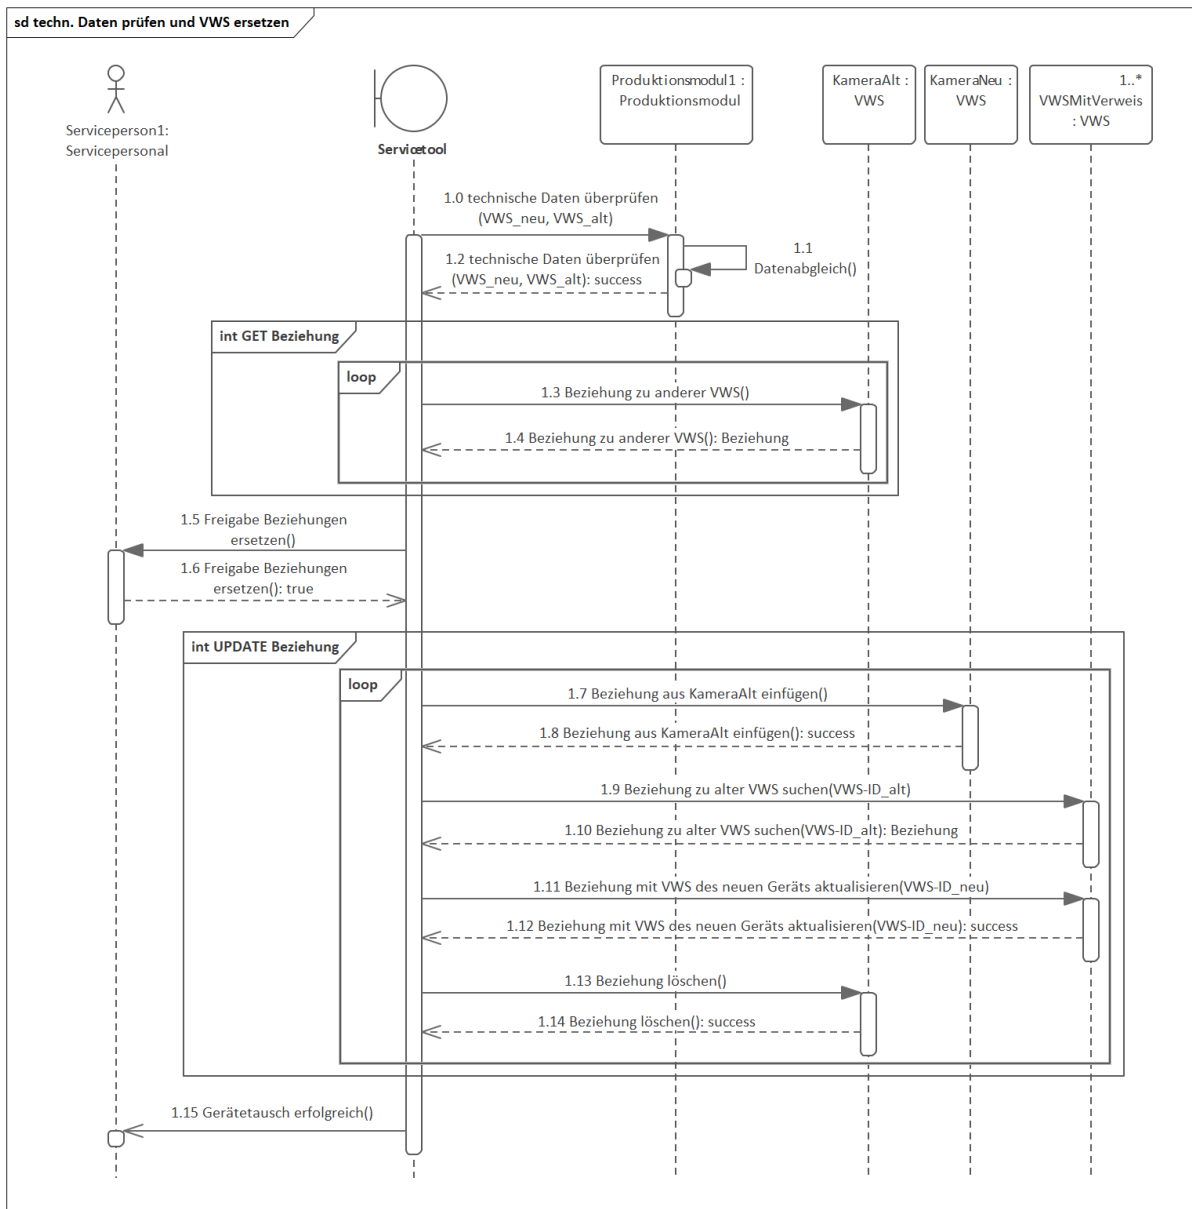 sd techn. Daten prüfen und VWS ersetzen
Serviceperson1:
Servicepersonal
Servicetool
Produktionsmodul1 :
Produktionsmodul
KameraAlt :
VWS
KameraNeu :
VWS
1..*
VWSMitVerweis
: VWS
1.0 technische Daten überprüfen
(VWS_neu, VWS_alt)
1.1
Datenabgleich()
1.2 technische Daten überprüfen
(VWS_neu, VWS_alt): success
int GET Beziehung
loop
1.3 Beziehung zu anderer VWS()
1.4 Beziehung zu anderer VWS(): Beziehung
1.5 Freigabe Beziehungen
ersetzen()
1.6 Freigabe Beziehungen
ersetzen(): true
int UPDATE Beziehung
loop
1.7 Beziehung aus KameraAlt einfügen()
1.8 Beziehung aus KameraAlt einfügen(): success
1.9 Beziehung zu alter VWS suchen(VWS-ID_alt)
1.10 Beziehung zu alter VWS suchen(VWS-ID_alt): Beziehung
1.11 Beziehung mit VWS des neuen Geräts aktualisieren(VWS-ID_neu)
1.12 Beziehung mit VWS des neuen Geräts aktualisieren(VWS-ID_neu): success
1.13 Beziehung löschen()
1.14 Beziehung löschen(): success
1.15 Gerätetausch erfolgreich()